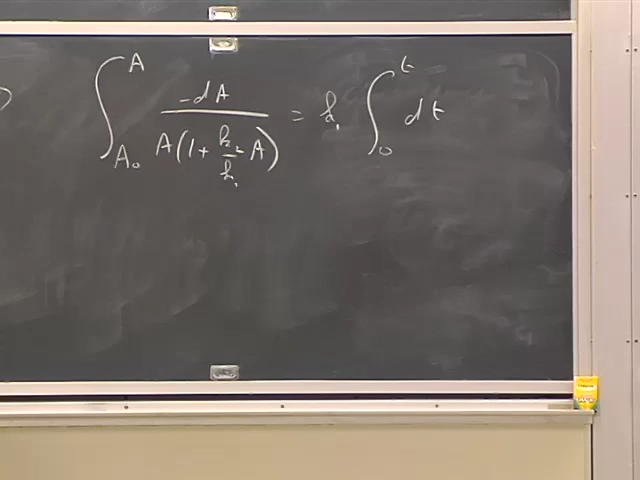 ∫_{A₀}^{A} -dA / A(1 + k₂/k₁ A) = k₁ ∫_{0}^{t} dt